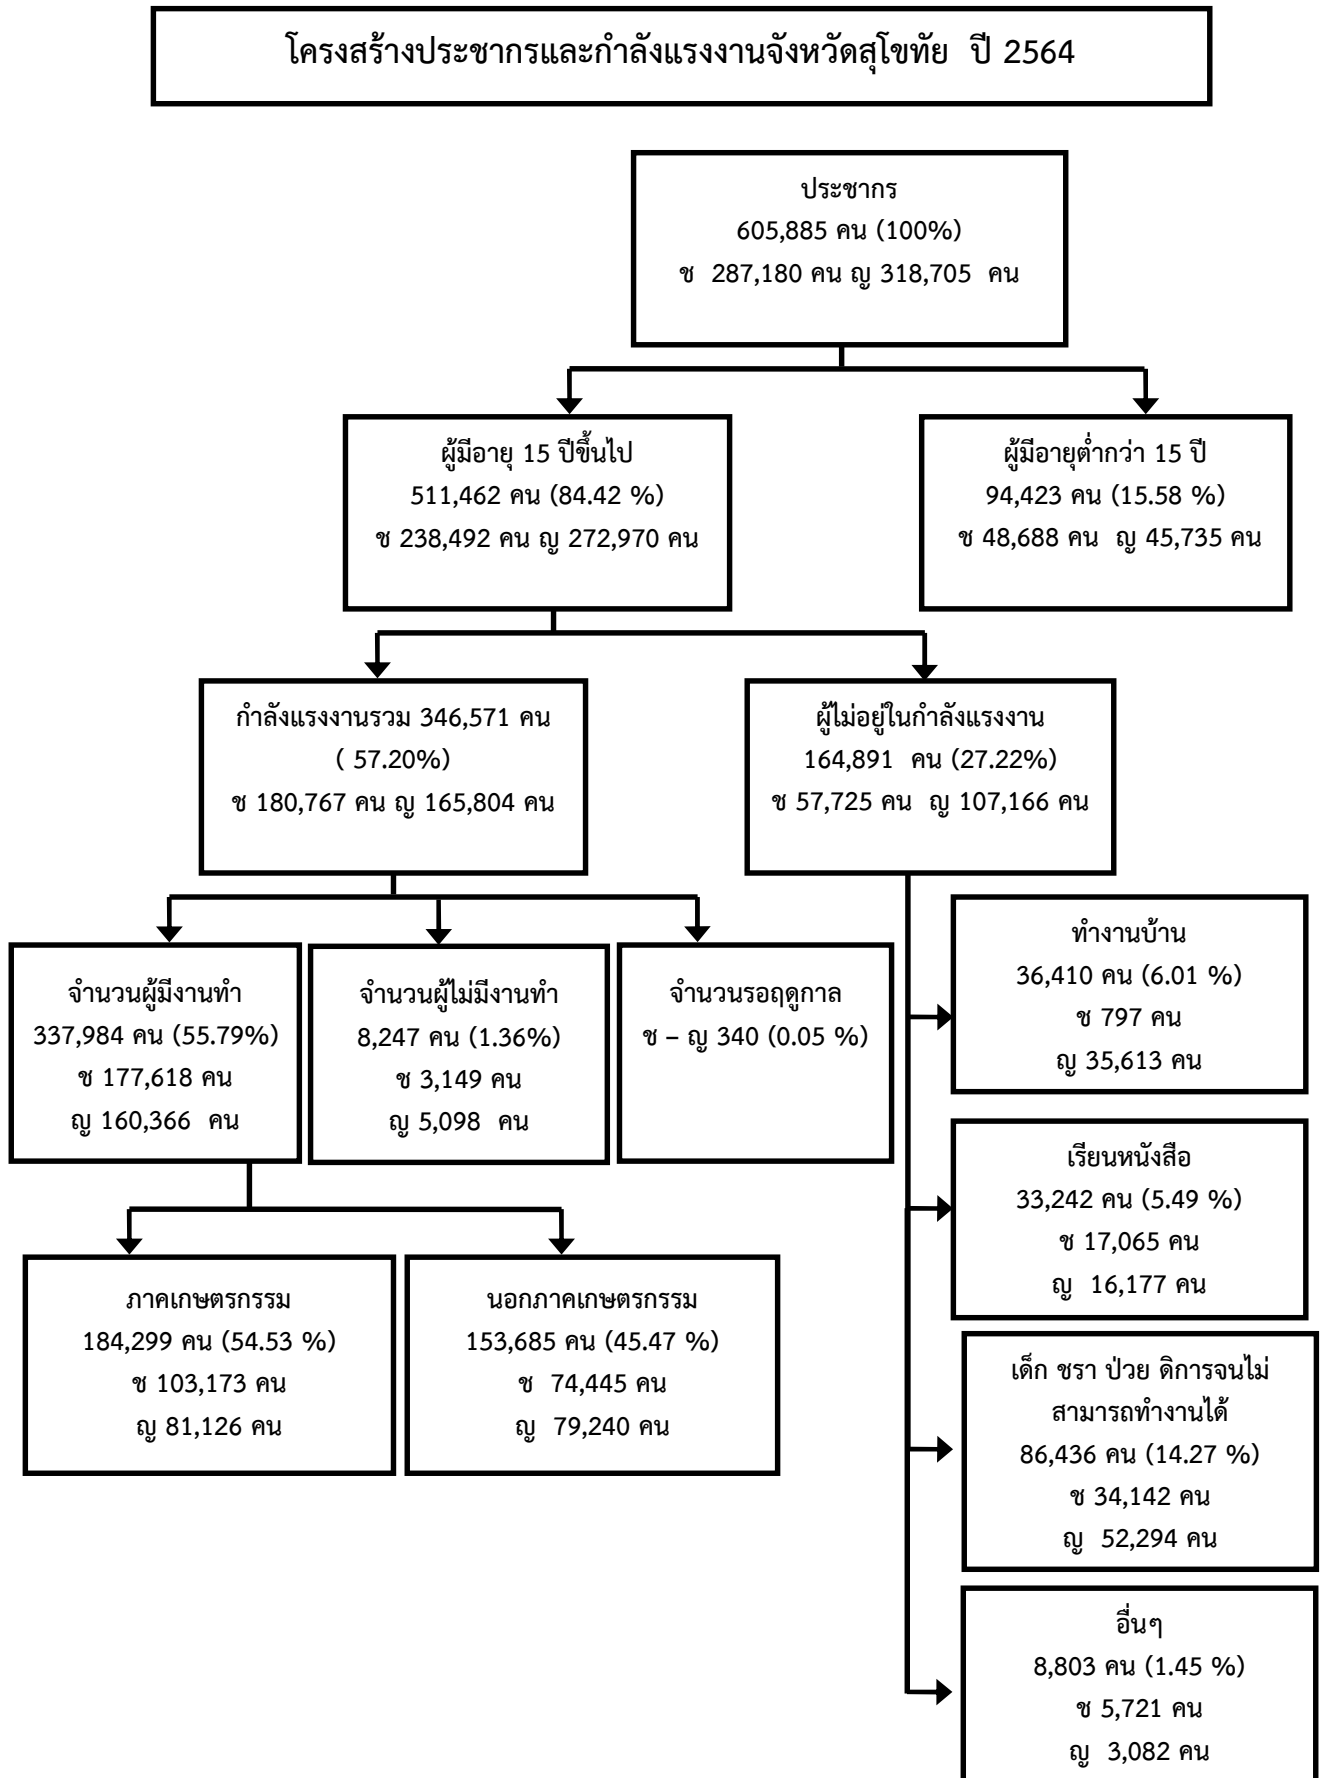 โครงสร้างประชากรและกำลังแรงงานจังหวัดสุโขทัย ปี 2564
ประชากร
605,885 คน (100%)
ช 287,180 คน ญ 318,705 คน
ผู้มีอายุ 15 ปีขึ้นไป
511,462 คน (84.42 %)
ช 238,492 คน ญ 272,970 คน
ผู้มีอายุต่ำกว่า 15 ปี
94,423 คน (15.58 %)
ช 48,688 คน ญ 45,735 คน
กำลังแรงงานรวม 346,571 คน
( 57.20%)
ช 180,767 คน ญ 165,804 คน
ผู้ไม่อยู่ในกำลังแรงงาน
164,891 คน (27.22%)
ช 57,725 คน ญ 107,166 คน
จำนวนผู้มีงานทำ
337,984 คน (55.79%)
ช 177,618 คน
ญ 160,366 คน
จำนวนผู้ไม่มีงานทำ
8,247 คน (1.36%)
ช 3,149 คน
ญ 5,098 คน
จำนวนรอฤดูกาล
ช – ญ 340 (0.05 %)
ทำงานบ้าน
36,410 คน (6.01 %)
ช 797 คน
ญ 35,613 คน
เรียนหนังสือ
33,242 คน (5.49 %)
ช 17,065 คน
ญ 16,177 คน
ภาคเกษตรกรรม
184,299 คน (54.53 %)
ช 103,173 คน
ญ 81,126 คน
นอกภาคเกษตรกรรม
153,685 คน (45.47 %)
ช 74,445 คน
ญ 79,240 คน
เด็ก ชรา ป่วย ดิการจนไม่
สามารถทำงานได้
86,436 คน (14.27 %)
ช 34,142 คน
ญ 52,294 คน
อื่นๆ
8,803 คน (1.45 %)
ช 5,721 คน
ญ 3,082 คน